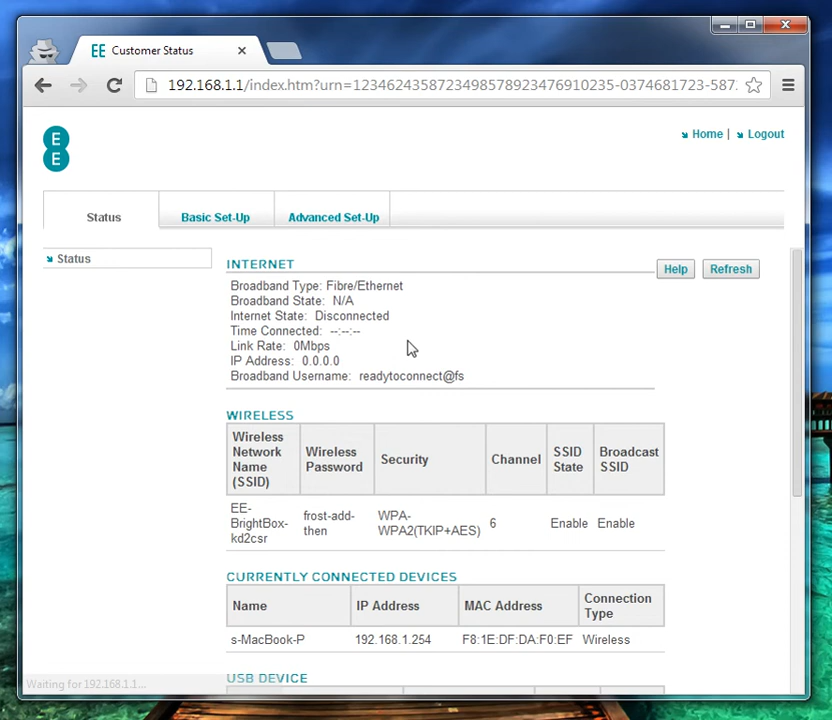 EE Customer Status
192.168.1.1/index.htm?urn=1234624358723498578923476910235-0374681723-587
E
E
Home | Logout
Status
Basic Set-Up
Advanced Set-Up
Status
INTERNET
Help
Refresh
Broadband Type: Fibre/Ethernet
Broadband State: N/A
Internet State: Disconnected
Time Connected: --:--:--
Link Rate: 0Mbps
IP Address: 0.0.0.0
Broadband Username: readytoconnect@fs
WIRELESS
Wireless Network Name (SSID)
Wireless Password
Security
Channel
SSID State
Broadcast SSID
EE-BrightBox-kd2csr
frost-add-then
WPA-WPA2(TKIP+AES)
6
Enable
Enable
CURRENTLY CONNECTED DEVICES
Name
IP Address
MAC Address
Connection Type
s-MacBook-P
192.168.1.254
F8:1E:DF:DA:F0:EF
Wireless
USB DEVICE
Waiting for 192.168.1.1...